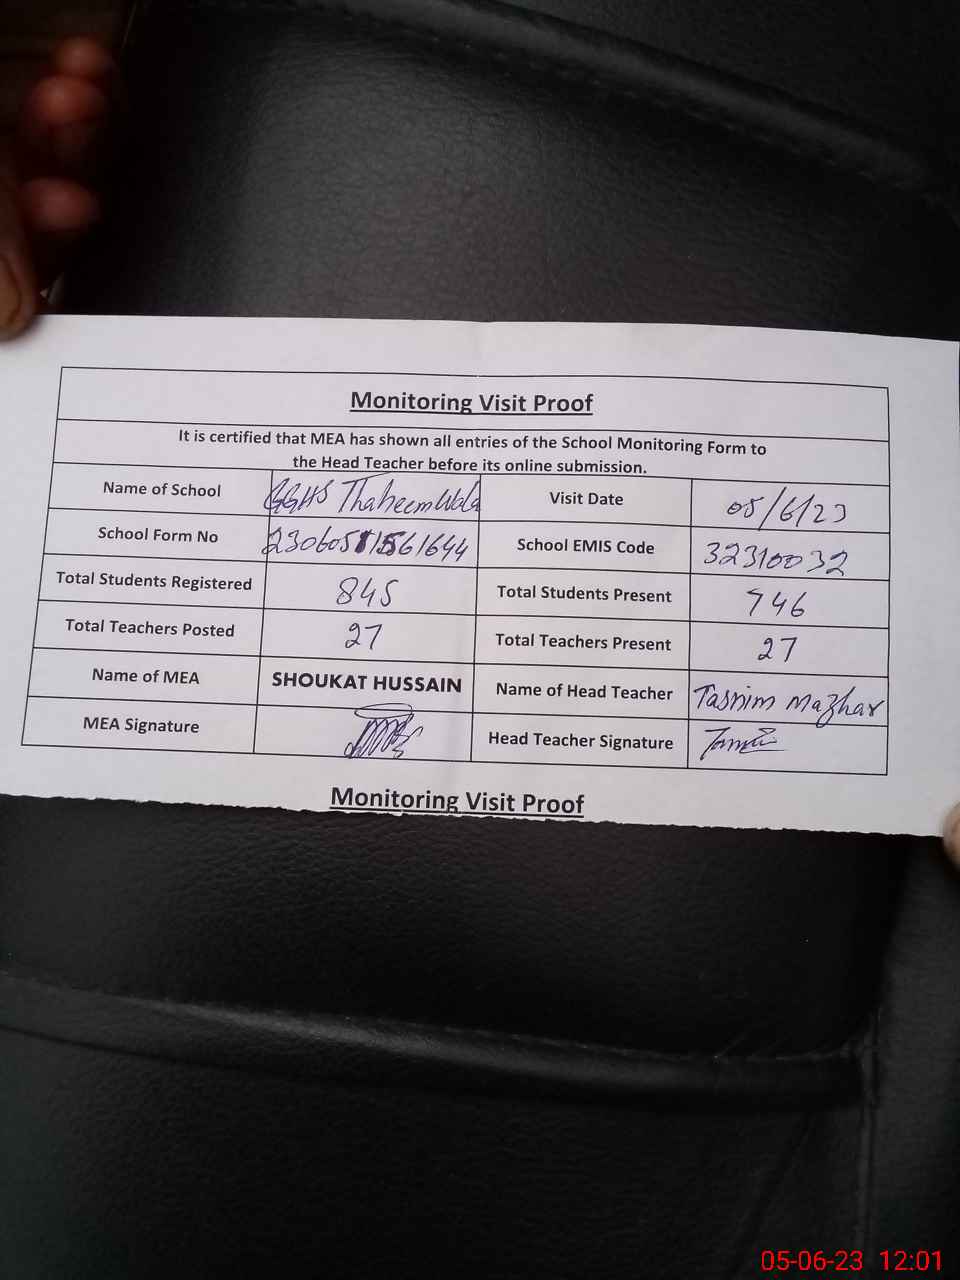 Monitoring Visit Proof
It is certified that MEA has shown all entries of the School Monitoring Form to
the Head Teacher before its online submission.
Name of School GGHS ThaheemWala Visit Date 05/6/23
School Form No School EMIS Code 32310032
Total Students Registered 845 Total Students Present 746
Total Teachers Posted 27 Total Teachers Present 27
Name of MEA SHOUKAT HUSSAIN Name of Head Teacher Tasnim Mazhar
MEA Signature Head Teacher Signature
Monitoring Visit Proof
05-06-23 12:01